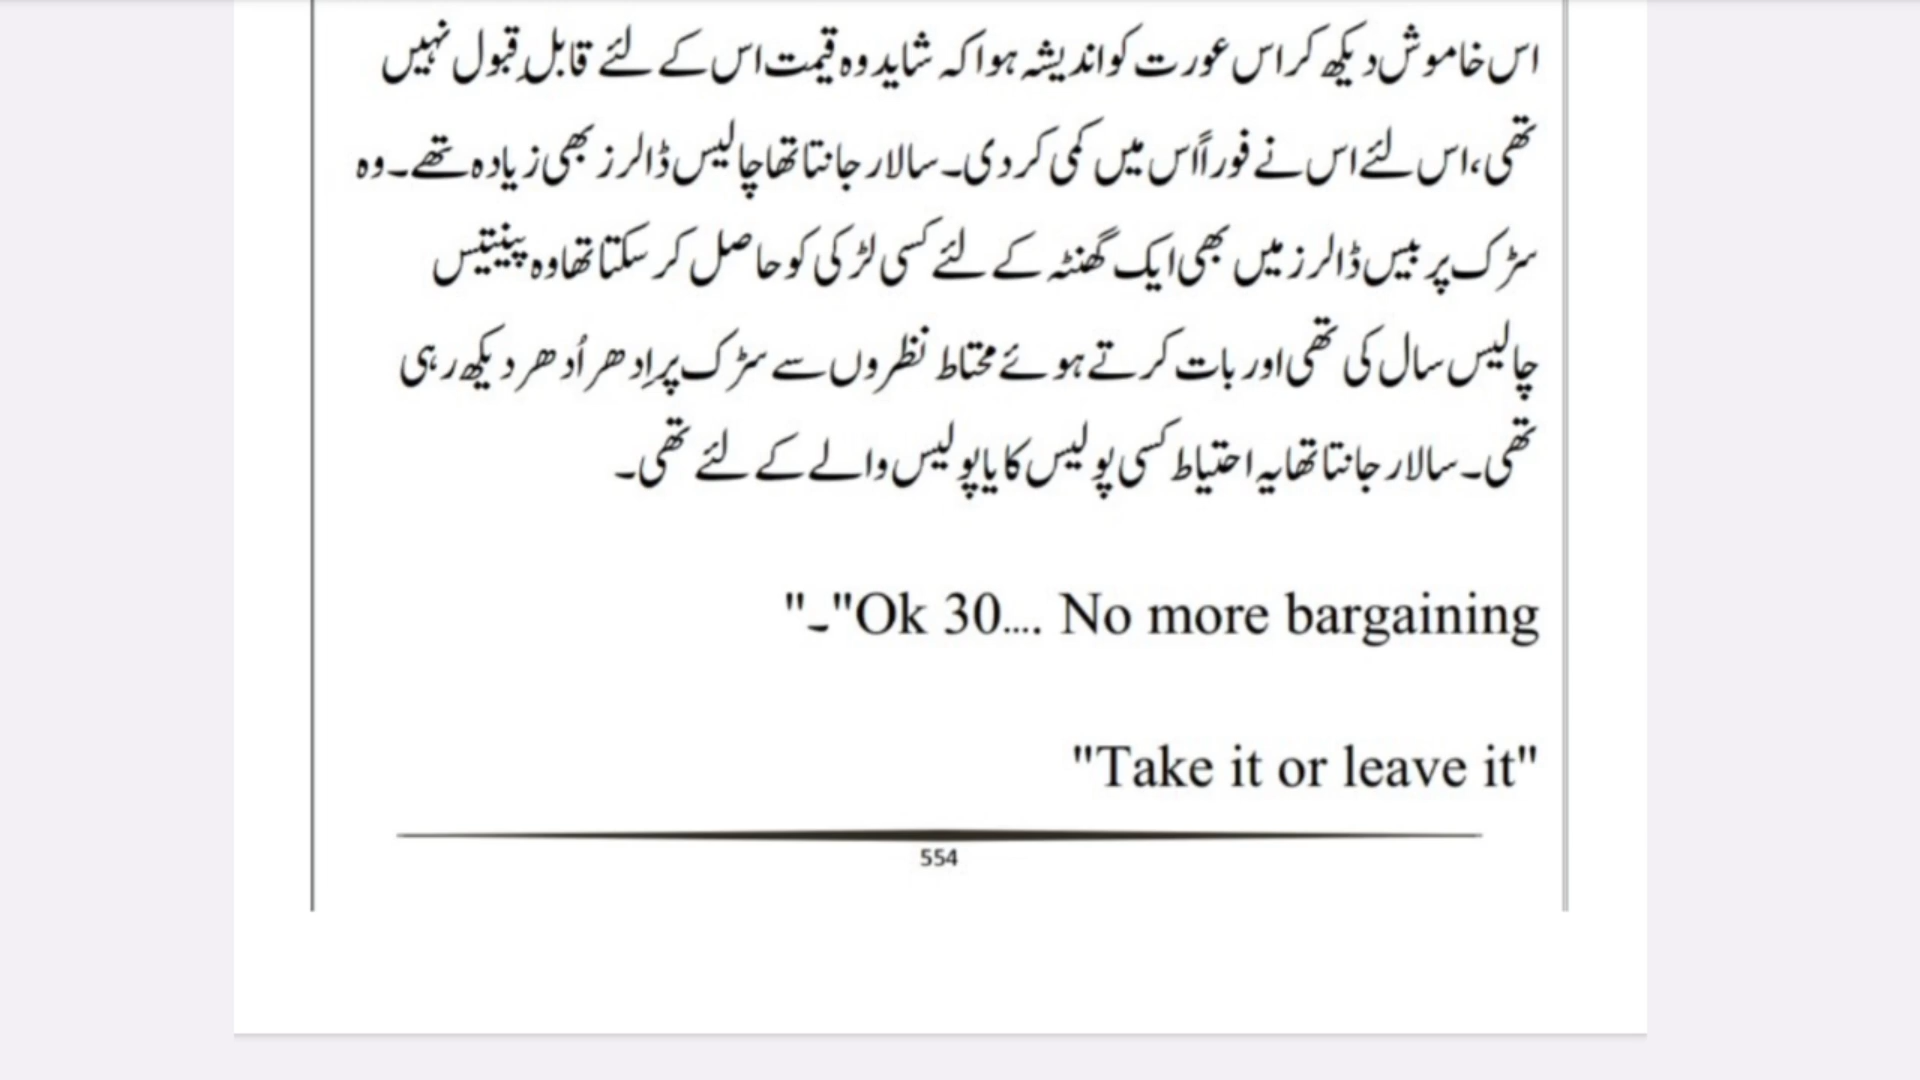 اس خاموش دیکھ کر اس عورت کو اندیشہ ہوا کہ شاید وہ قیمت اس کے لئے قابلِ قبول نہیں
تھی، اس لئے اس نے فوراً اس میں کمی کر دی۔ سالار جانتا تھا چالیس ڈالرز بھی زیادہ تھے۔ وہ
سڑک پر بیس ڈالرز میں بھی ایک گھنٹہ کے لئے کسی لڑکی کو حاصل کر سکتا تھا وہ پینتیس
چالیس سال کی تھی اور بات کرتے ہوئے محتاط نظروں سے سڑک پر اِدھر اُدھر دیکھ رہی
تھی۔ سالار جانتا تھا یہ احتیاط کسی پولیس کا یا پولیس والے کے لئے تھی۔
"۔"Ok 30.... No more bargaining
"Take it or leave it"
554